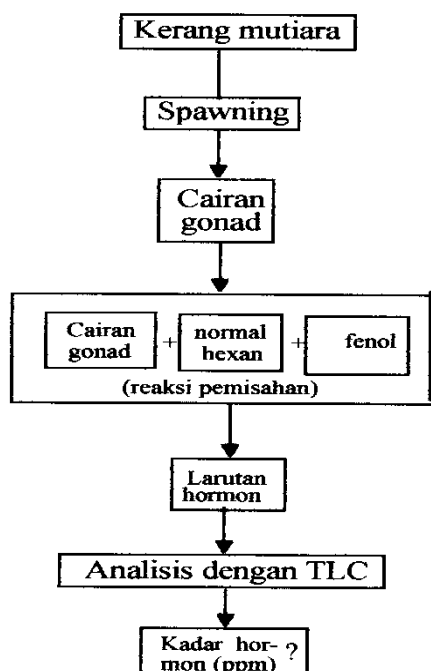 Kerang mutiara
Spawning
Cairan
gonad
Cairan
gonad
+
normal
hexan
+
fenol
(reaksi pemisahan)
Larutan
hormon
Analisis dengan TLC
Kadar hor-
mon (ppm) ?